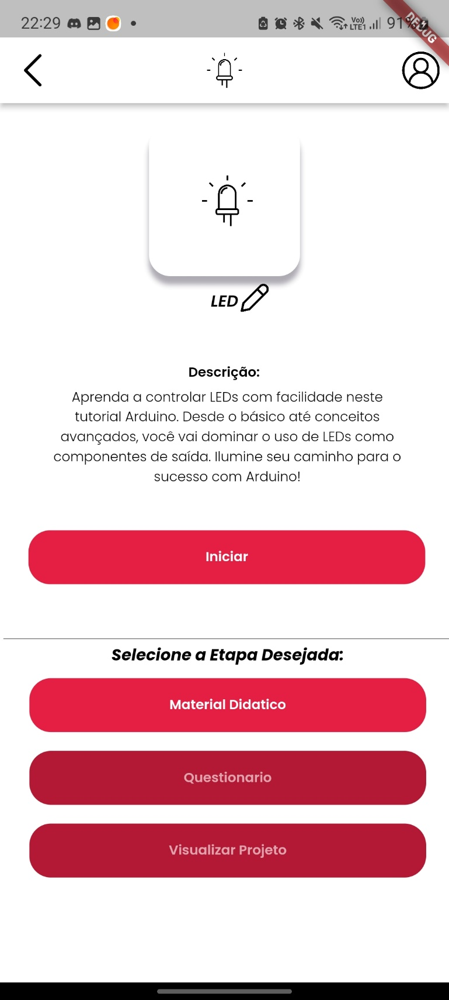 22:29
Vo))
LTE1
91%
DEBUG
LED
Descrição:
Aprenda a controlar LEDs com facilidade neste
tutorial Arduino. Desde o básico até conceitos
avançados, você vai dominar o uso de LEDs como
componentes de saída. Ilumine seu caminho para o
sucesso com Arduino!
Iniciar
Selecione a Etapa Desejada:
Material Didatico
Questionario
Visualizar Projeto